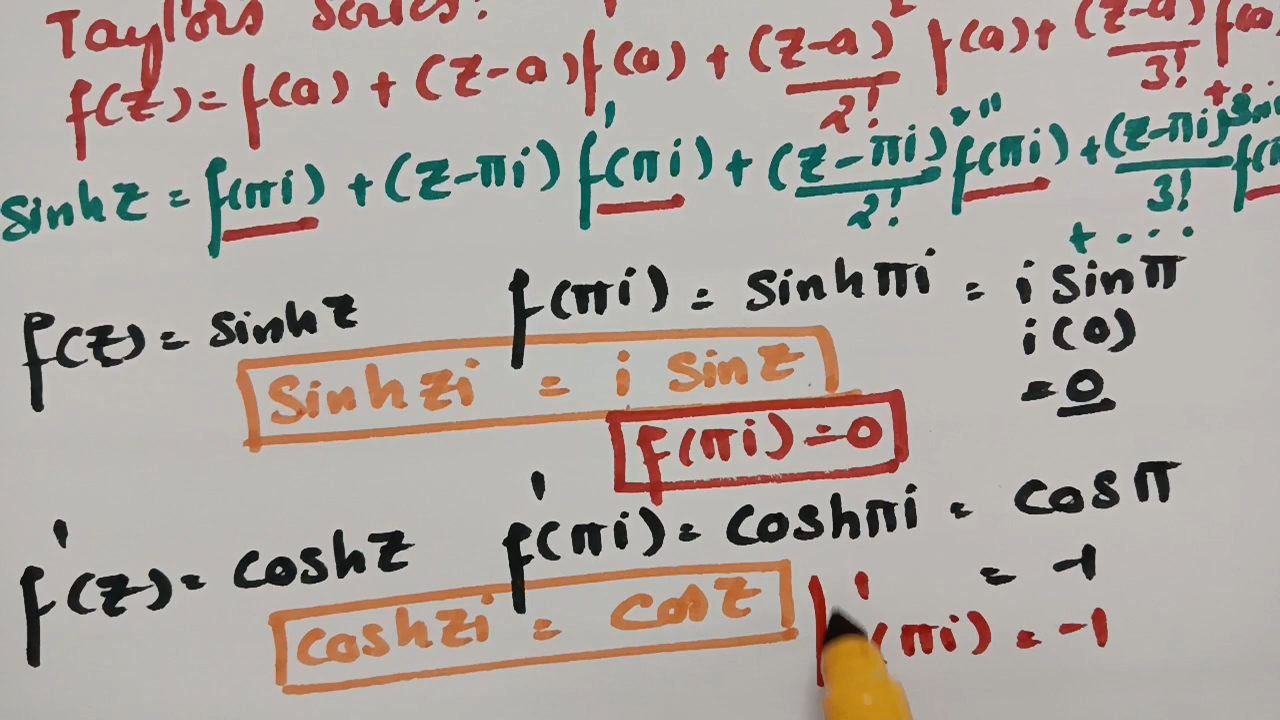 Taylor's Series:
f(z) = f(a) + (z-a) f'(a) + (z-a)²/2! f(a) + (z-a)/3! f(a) + ..
Sinh z = f(πi) + (z-πi) f'(πi) + (z-πi)²/2! f''(πi) + (z-πi)³/3! f'''(πi
+ ...
f(z) = sinh z f(πi) = sinh πi = i sin π
i(0)
= 0
Sinh zi = i Sin z
f(πi) = 0
f'(z) = cosh z f'(πi) = cosh πi = cos π
= -1
cosh zi = cos z
f'(πi) = -1